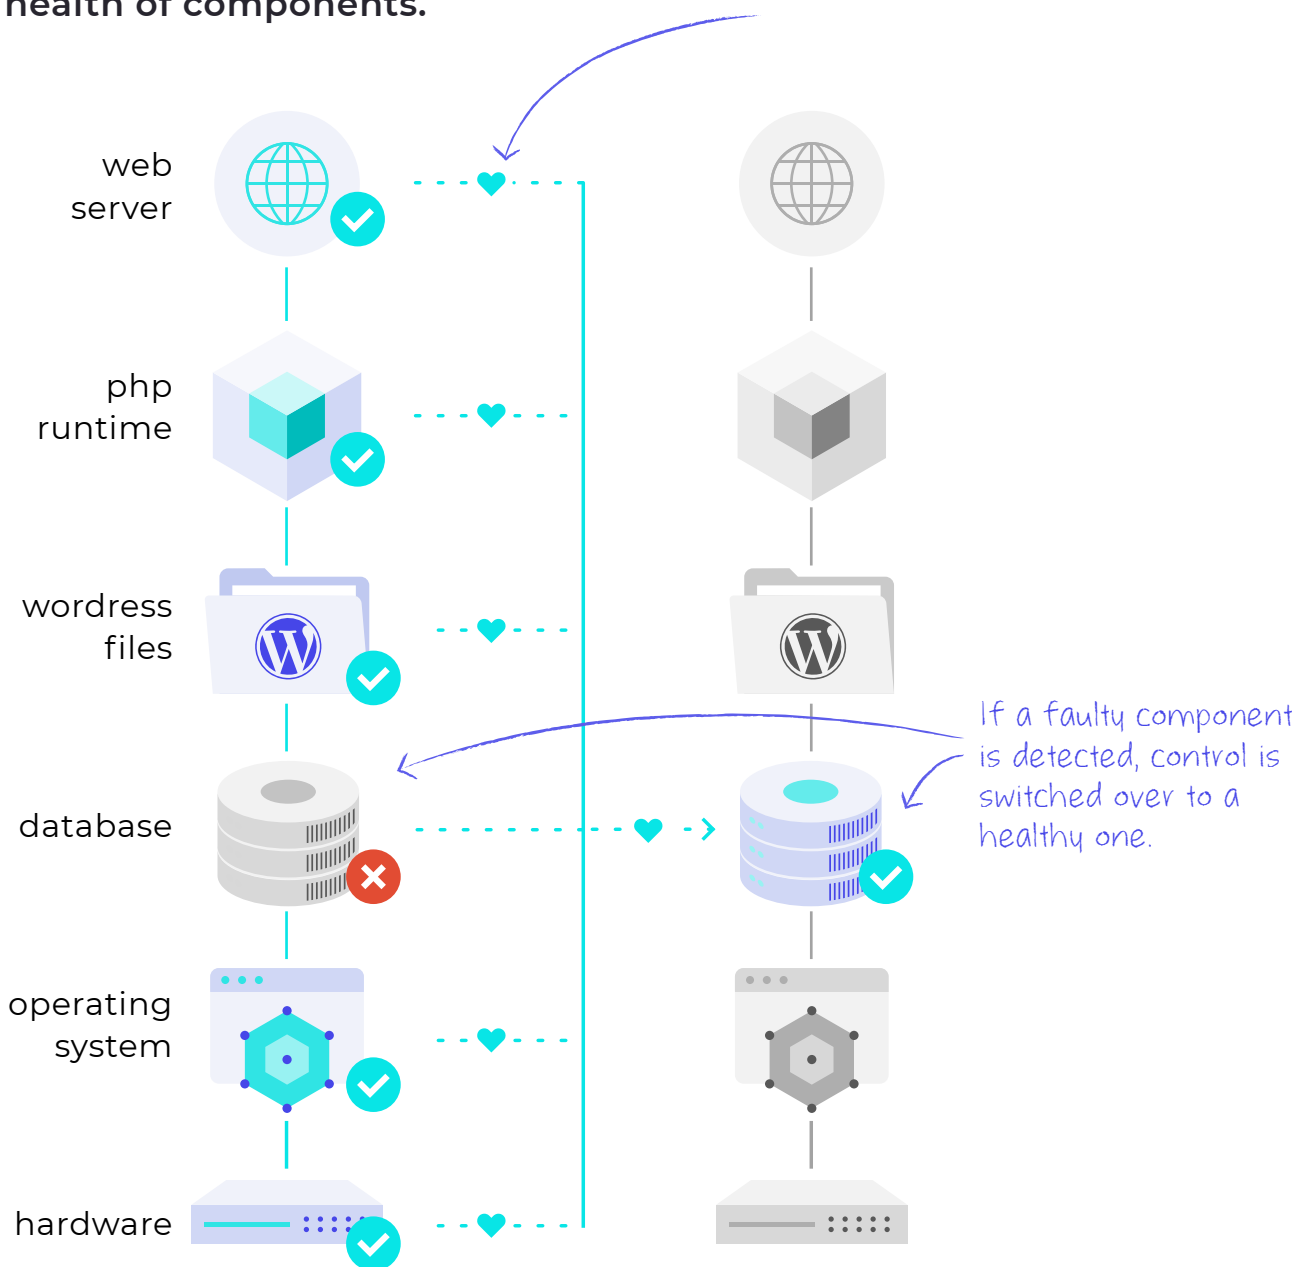 health of components.
web
server
php
runtime
wordress
files
database
If a faulty component
is detected, control is
switched over to a
healthy one.
operating
system
hardware